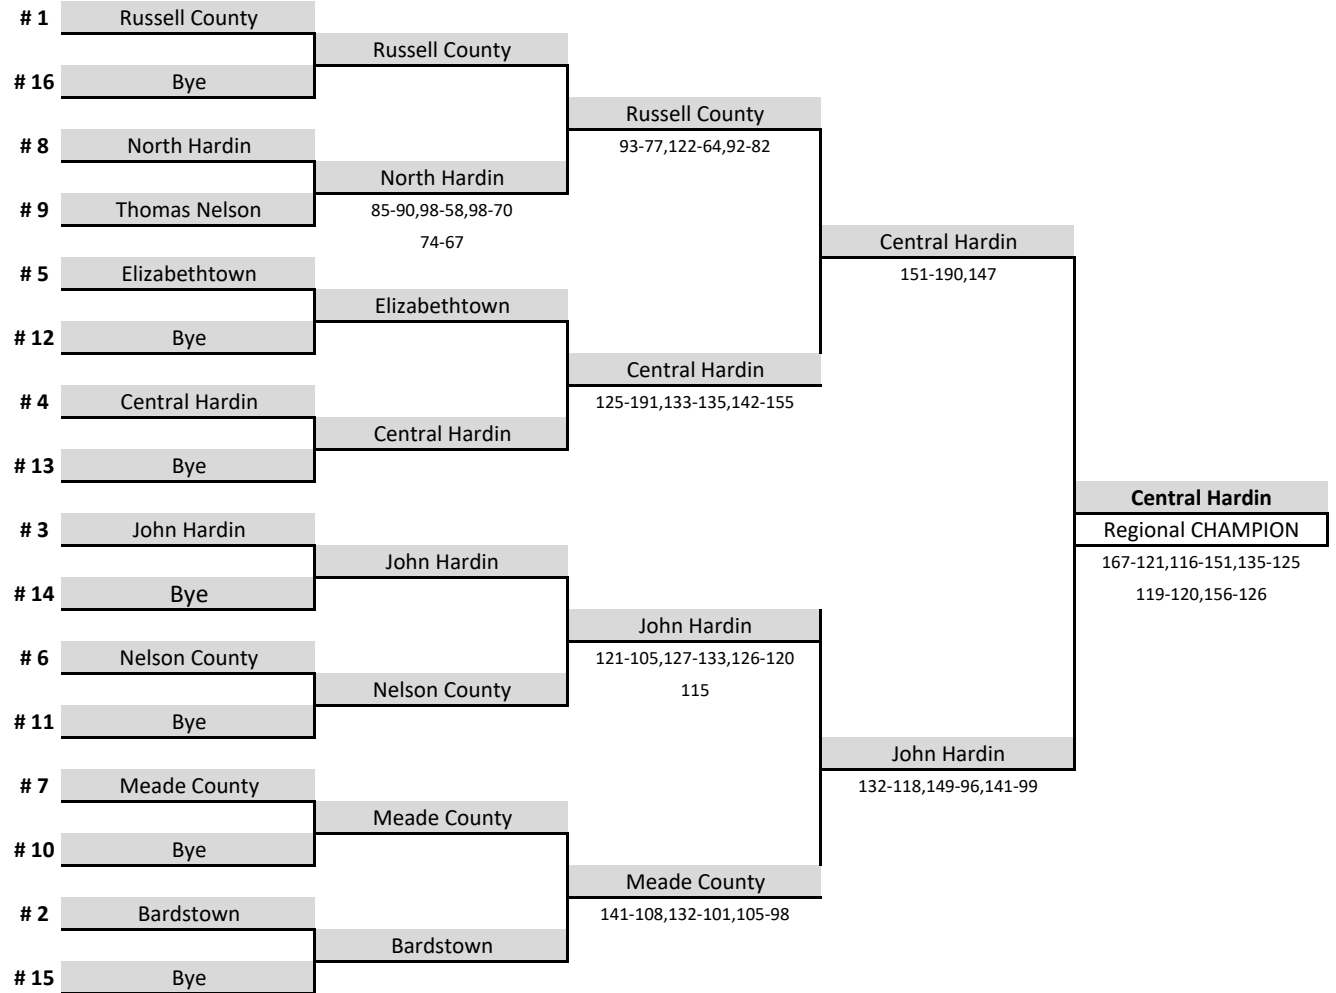 # 1 Russell County
Russell County
# 16 Bye
Russell County
93-77,122-64,92-82
# 8 North Hardin
North Hardin
# 9 Thomas Nelson
85-90,98-58,98-70
74-67
Central Hardin
151-190,147
# 5 Elizabethtown
Elizabethtown
# 12 Bye
Central Hardin
125-191,133-135,142-155
# 4 Central Hardin
Central Hardin
# 13 Bye
Central Hardin
Regional CHAMPION
167-121,116-151,135-125
119-120,156-126
# 3 John Hardin
John Hardin
# 14 Bye
John Hardin
121-105,127-133,126-120
115
# 6 Nelson County
Nelson County
# 11 Bye
John Hardin
132-118,149-96,141-99
# 7 Meade County
Meade County
# 10 Bye
Meade County
141-108,132-101,105-98
# 2 Bardstown
Bardstown
# 15 Bye